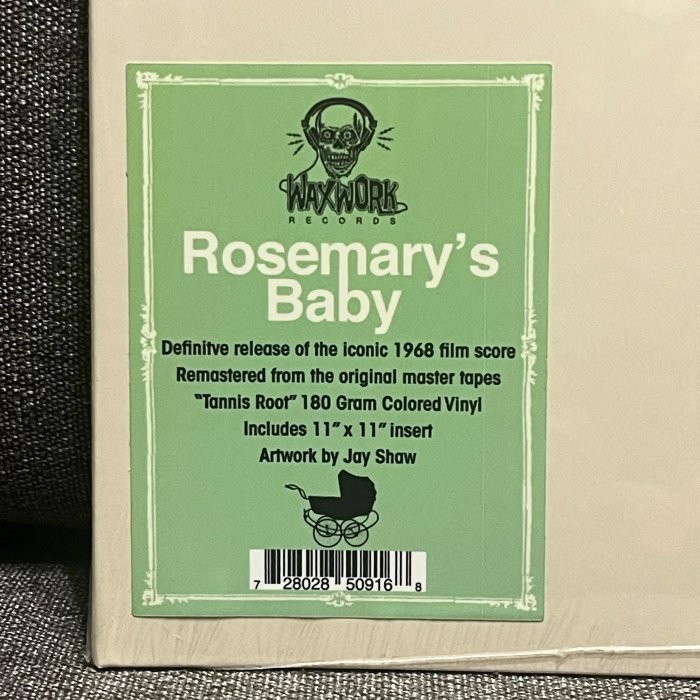 WAXWORK
RECORDS
Rosemary's
Baby
Definitve release of the iconic 1968 film score
Remastered from the original master tapes
"Tannis Root" 180 Gram Colored Vinyl
Includes 11" x 11" insert
Artwork by Jay Shaw
7 28028 50916 8